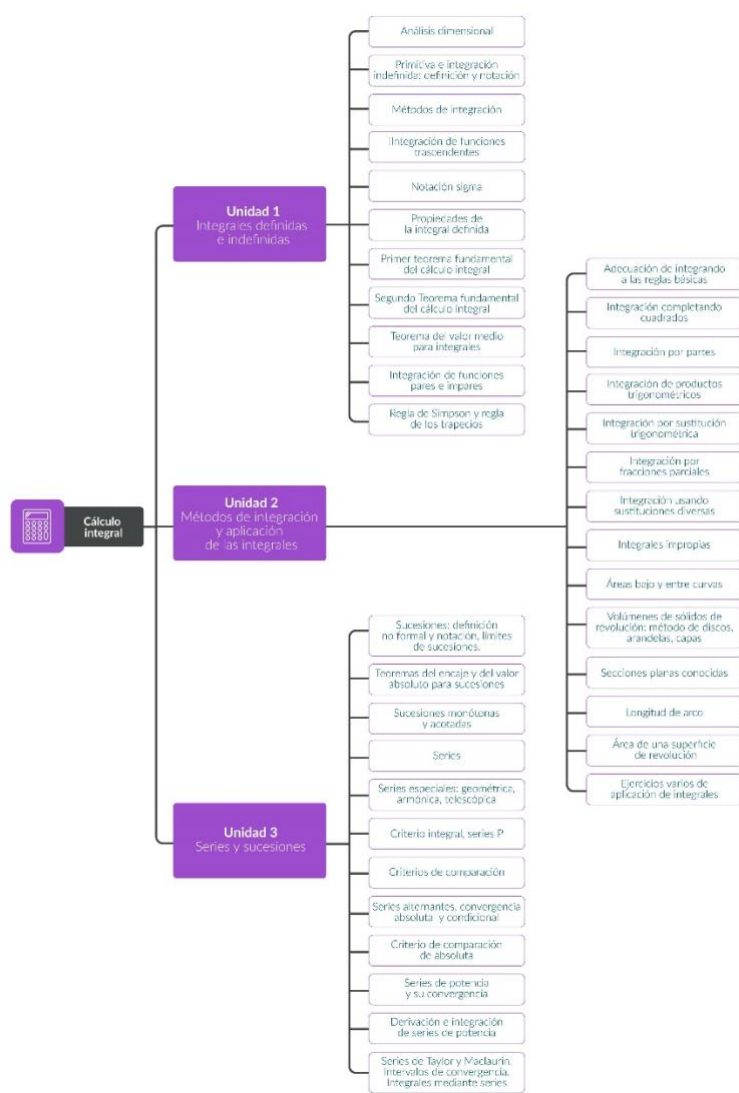 Cálculo
integral
Unidad 1
Integrales definidas
e indefinidas
Análisis dimensional
Primitiva e integración
indefinida: definición y notación
Métodos de integración
IIntegración de funciones
trascendentes
Notación sigma
Propiedades de
la integral definida
Primer teorema fundamental
del cálculo integral
Segundo Teorema fundamental
del cálculo integral
Teorema del valor medio
para integrales
Integración de funciones
pares e impares
Regla de Simpson y regla
de los trapecios
Unidad 2
Métodos de integración
y aplicación
de las integrales
Adecuación de integrando
a las reglas bésicas
Integración completando
cuadrados
Integración por partes
Integración de productos
trigonométricos
Integración por sustitución
trigonométrica
Integración por
fracciones parciales
Integración usando
sustituciones diversas
Integrales impropias
Áreas bajo y entre curvas
Volúmenes de sólidos de
revolución: método de discos,
arandelas, capas
Secciones planas conocidas
Longitud de arco
Área de una superficie
de revolución
Ejercicios varios de
aplicación de integrales
Unidad 3
Series y sucesiones
Sucesiones: definición
no formal y notación, límites
de sucesiones.
Teoremas del encaje y del valor
absoluto para sucesiones
Sucesiones monótonas
y acotadas
Series
Series especiales: geométrica,
armónica, telescópica
Criterio integral, series P
Criterios de comparación
Series alternantes, convergencia
absoluta y condicional
Criterio de comparación
de absoluta
Series de potencia
y su convergencia
Derivación e integración
de series de potencia
Series de Taylor y Maclaurin.
Intervalos de convergencia.
Integrales mediante series